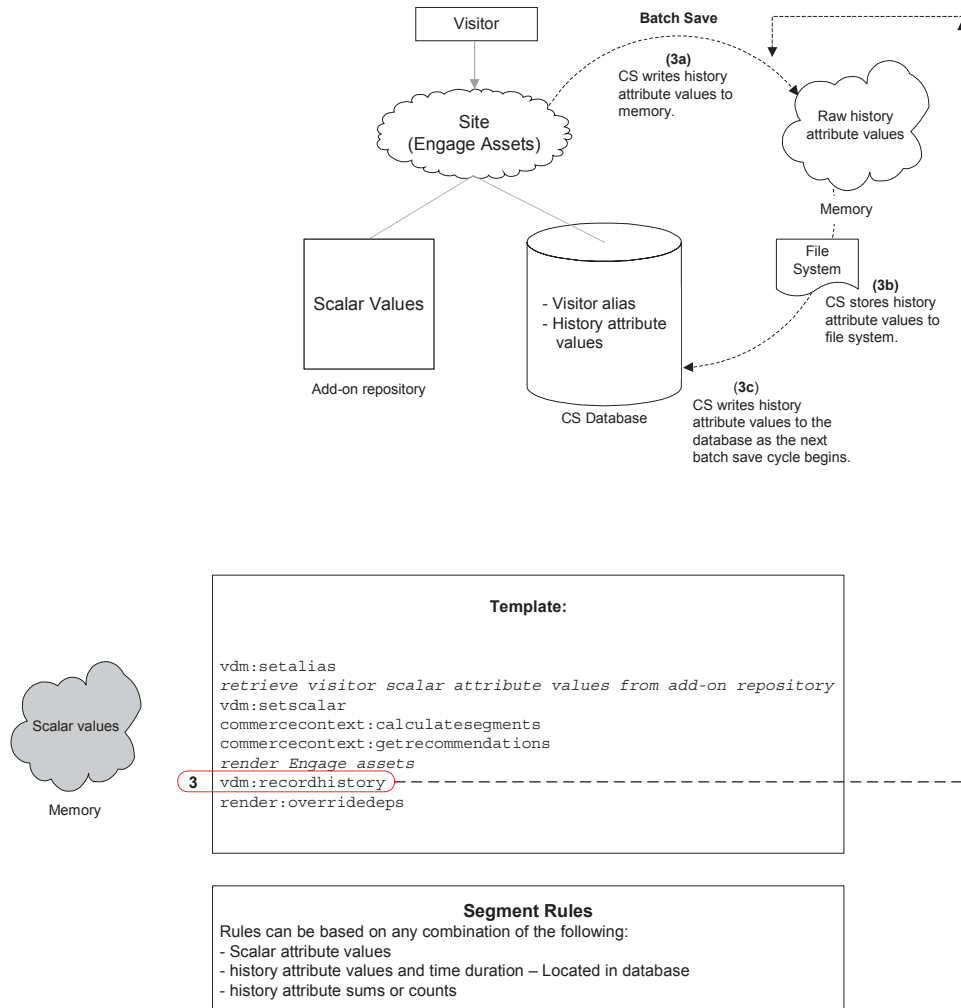 Visitor
Batch Save
(3a)
CS writes history
attribute values to
memory.
Site
(Engage Assets)
Raw history
attribute values
Memory
File
System
(3b)
CS stores history
attribute values to
file system.
Scalar Values
- Visitor alias
- History attribute
values
Add-on repository
(3c)
CS Database
CS writes history
attribute values to the
database as the next
batch save cycle begins.
Template:
vdm:setalias
retrieve visitor scalar attribute values from add-on repository
vdm:setscalar
commercecontext:calculatesegments
commercecontext:getrecommendations
render Engage assets
3 vdm:recordhistory
render:overridedeps
Scalar values
Memory
Segment Rules
Rules can be based on any combination of the following:
- Scalar attribute values
- history attribute values and time duration – Located in database
- history attribute sums or counts